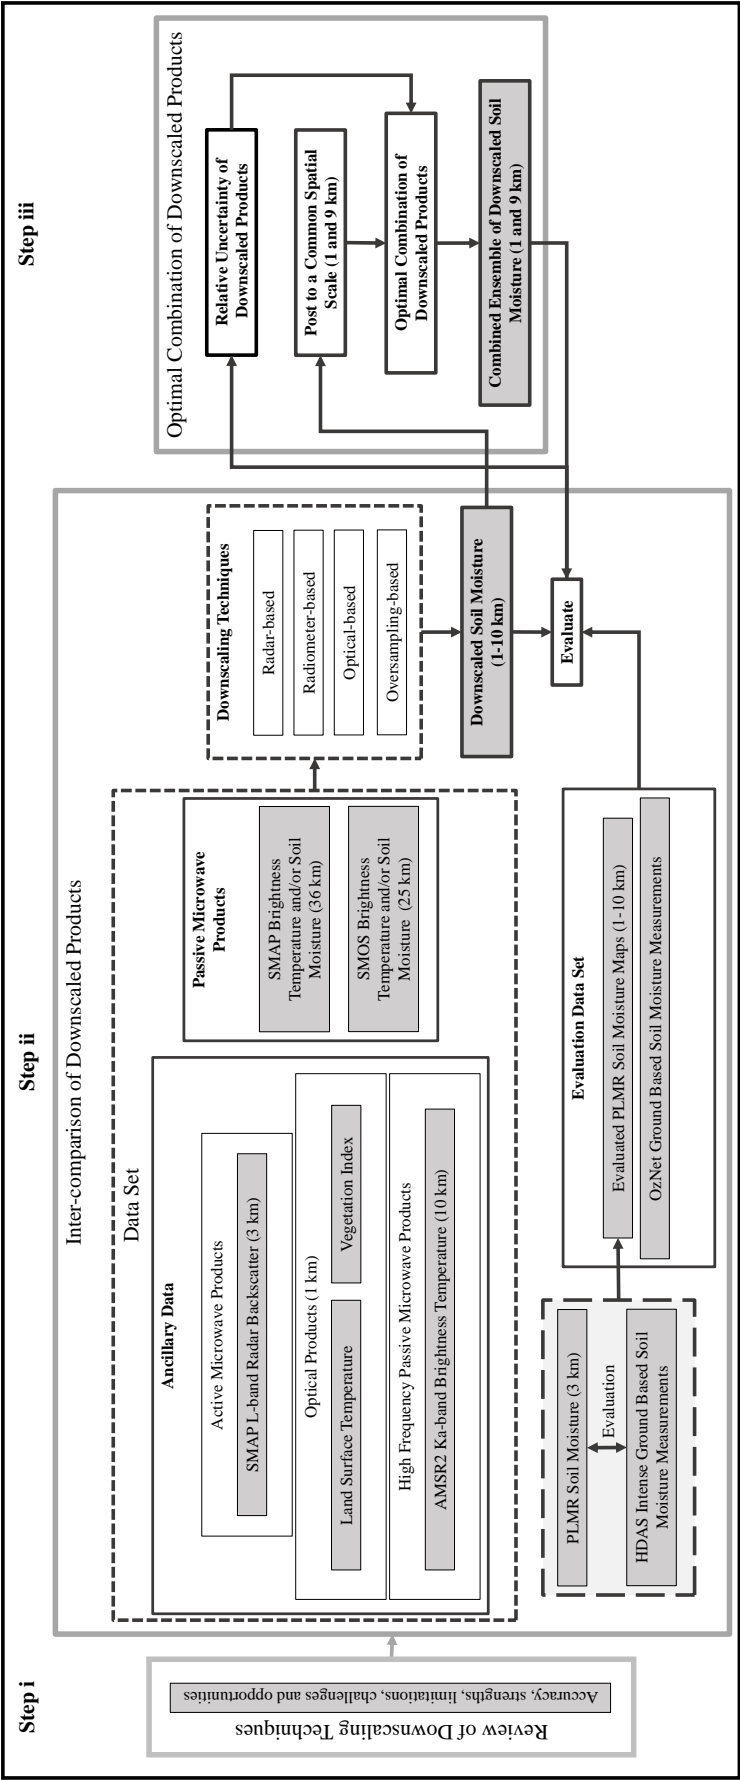 Step i
Review of Downscaling Techniques
Accuracy, strengths, limitations, challenges and opportunities
Step ii
Inter-comparison of Downscaled Products
Data Set
Ancillary Data
Active Microwave Products
SMAP L-band Radar Backscatter (3 km)
Optical Products (1 km)
Land Surface Temperature
Vegetation Index
High Frequency Passive Microwave Products
AMSR2 Ka-band Brightness Temperature (10 km)
Passive Microwave
Products
SMAP Brightness
Temperature and/or Soil
Moisture (36 km)
SMOS Brightness
Temperature and/or Soil
Moisture (25 km)
Downscaling Techniques
Radar-based
Radiometer-based
Optical-based
Oversampling-based
Downscaled Soil Moisture
(1-10 km)
Evaluate
PLMR Soil Moisture (3 km)
Evaluation
HDAS Intense Ground Based Soil
Moisture Measurements
Evaluation Data Set
Evaluated PLMR Soil Moisture Maps (1-10 km)
OzNet Ground Based Soil Moisture Measurements
Step iii
Optimal Combination of Downscaled Products
Relative Uncertainty of
Downscaled Products
Post to a Common Spatial
Scale (1 and 9 km)
Optimal Combination of
Downscaled Products
Combined Ensemble of Downscaled Soil
Moisture (1 and 9 km)